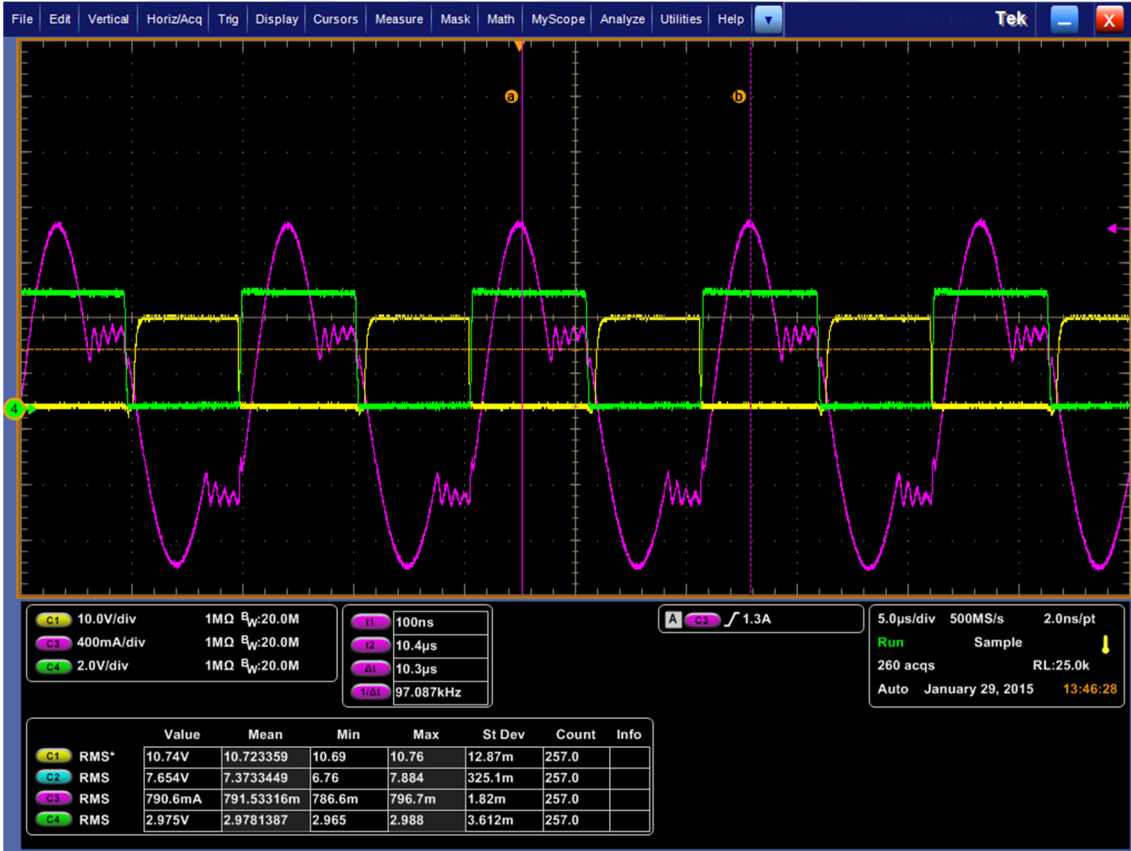 File Edit Vertical Horiz/Acq Trig Display Cursors Measure Mask Math MyScope Analyze Utilities Help Tek X
a b
4
C1 10.0V/div 1MΩ BW:20.0M
C3 400mA/div 1MΩ BW:20.0M
C4 2.0V/div 1MΩ BW:20.0M
t1 100ns
t2 10.4µs
Δt 10.3µs
1/Δt 97.087kHz
A C3 1.3A
5.0µs/div 500MS/s 2.0ns/pt
Run Sample
260 acqs RL:25.0k
Auto January 29, 2015 13:46:28
Value Mean Min Max St Dev Count Info
C1 RMS* 10.74V 10.723359 10.69 10.76 12.87m 257.0
C2 RMS 7.654V 7.3733449 6.76 7.884 325.1m 257.0
C3 RMS 790.6mA 791.53316m 786.6m 796.7m 1.82m 257.0
C4 RMS 2.975V 2.9781387 2.965 2.988 3.612m 257.0